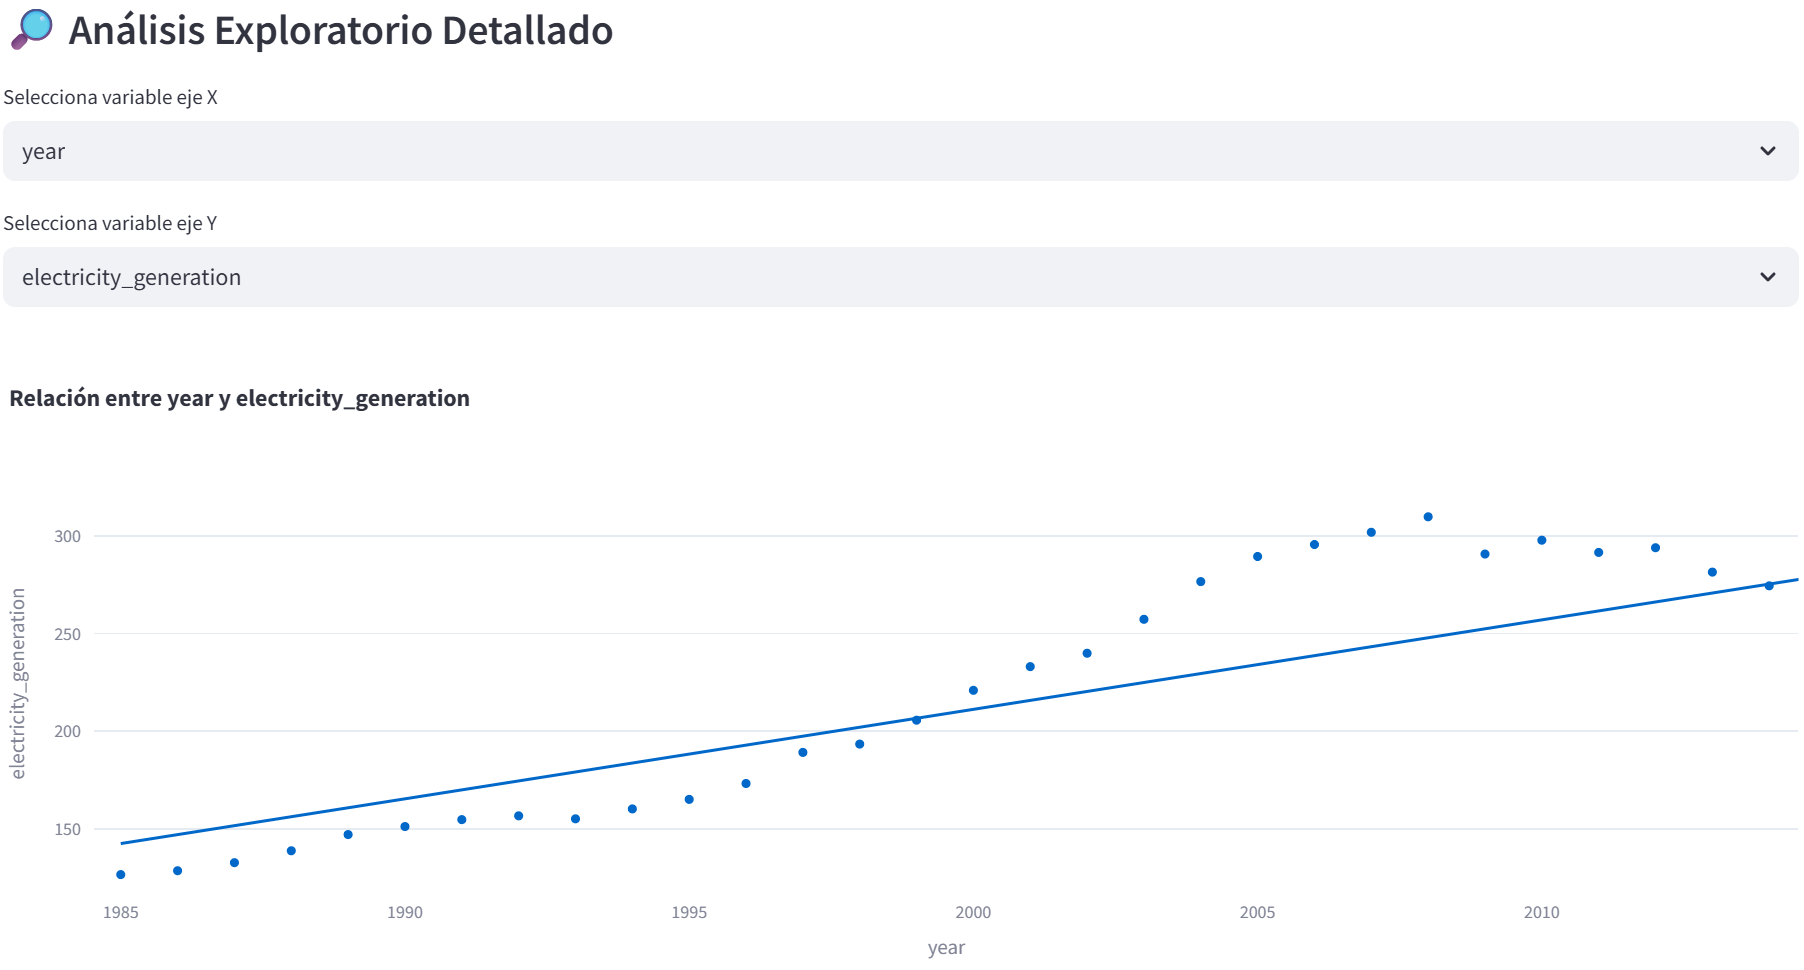 🔎 Análisis Exploratorio Detallado
Selecciona variable eje X
year
Selecciona variable eje Y
electricity_generation
Relación entre year y electricity_generation
300
250
200
150
electricity_generation
1985 1990 1995 2000 2005 2010
year